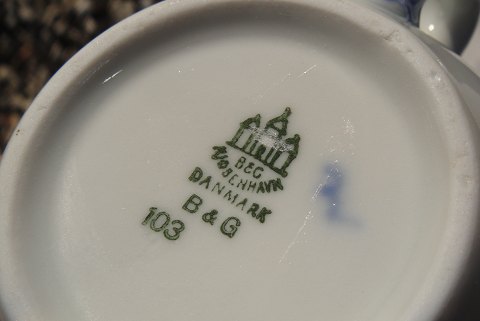 B&G
KØBENHAVN
DANMARK
B & G
103